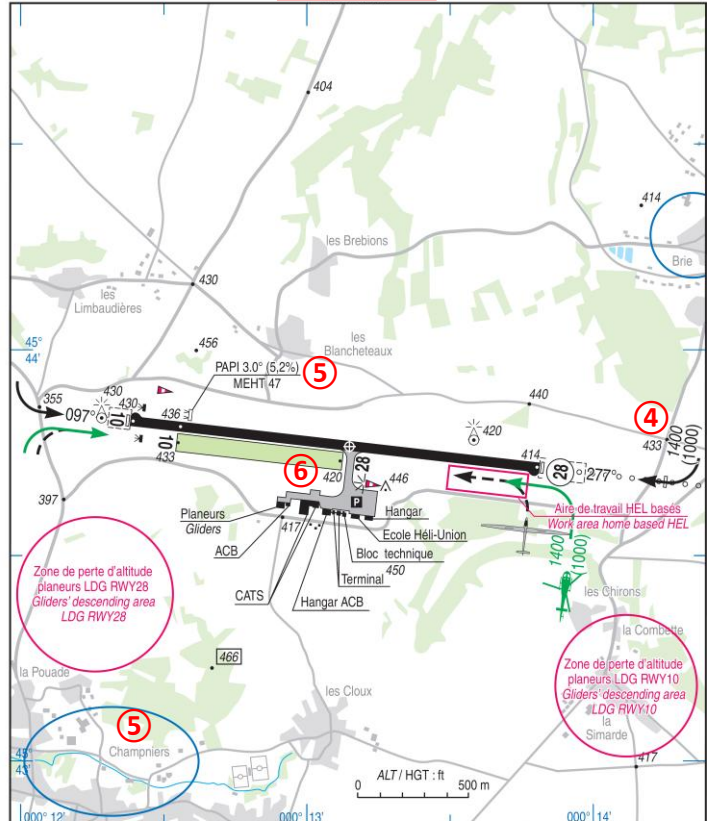 404
414
les Brebions
Brie
430
les
Limbaudières
45°
44'
456
les
Blancheteaux
PAPI 3.0° (5,2%)
MEHT 47
⑤
355
430
430
097°
10
436
440
④
433
1400
(1000)
420
10
433
⑥
420
28
446
414
28
277°
397
P
Planeurs
Gliders
417
Hangar
Ecole Héli-Union
Bloc technique
450
ACB
CATS
Terminal
Hangar ACB
Aire de travail HEL basés
Work area home based HEL
1400
(1000)
Zone de perte d'altitude
planeurs LDG RWY28
Gliders' descending area
LDG RWY28
les Chirons
la Combette
Zone de perte d'altitude
planeurs LDG RWY10
Gliders' descending area
LDG RWY10
la
Simarde
466
la Pouade
les Cloux
⑤
Champniers
45°
43'
417
ALT / HGT : ft
0 500 m
000° 12' 000° 13' 000° 14'